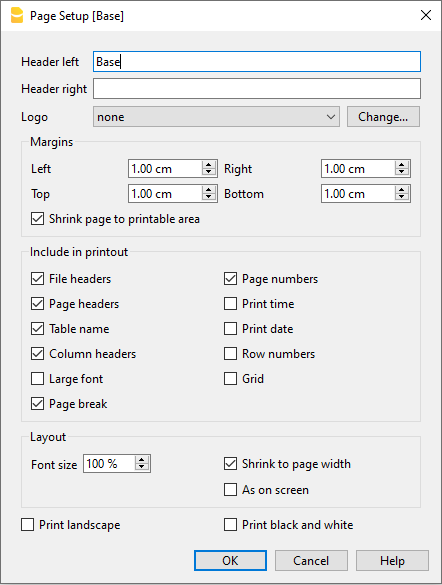 Page Setup [Base]
Header left Base
Header right
Logo none Change...
Margins
Left 1.00 cm Right 1.00 cm
Top 1.00 cm Bottom 1.00 cm
Shrink page to printable area
Include in printout
File headers Page numbers
Page headers Print time
Table name Print date
Column headers Row numbers
Large font Grid
Page break
Layout
Font size 100 % Shrink to page width
As on screen
Print landscape Print black and white
OK Cancel Help